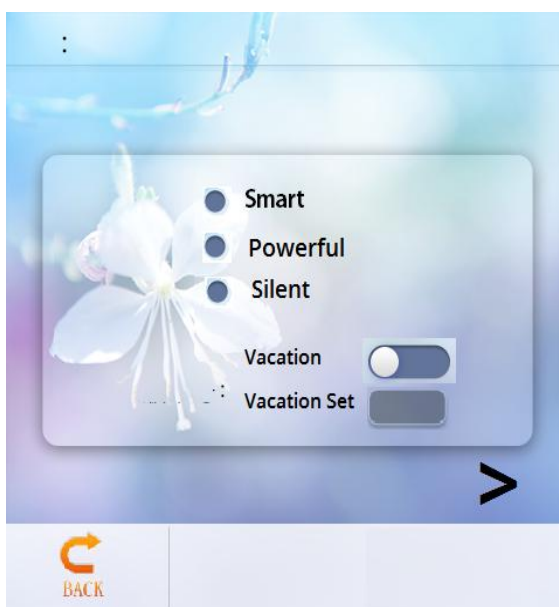 :
Smart
Powerful
Silent
Vacation
Vacation Set
>
BACK